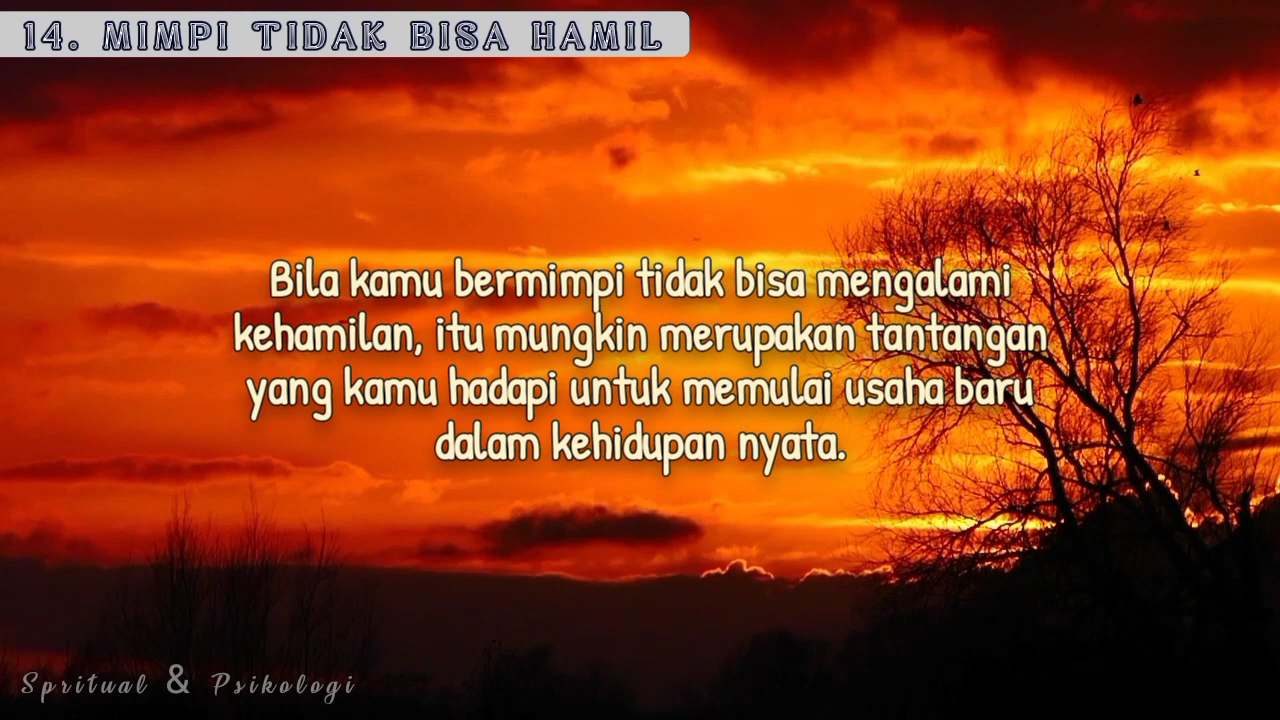 14. MIMPI TIDAK BISA HAMIL
Bila kamu bermimpi tidak bisa mengalami
kehamilan, itu mungkin merupakan tantangan
yang kamu hadapi untuk memulai usaha baru
dalam kehidupan nyata.
Spritual & Psikologi